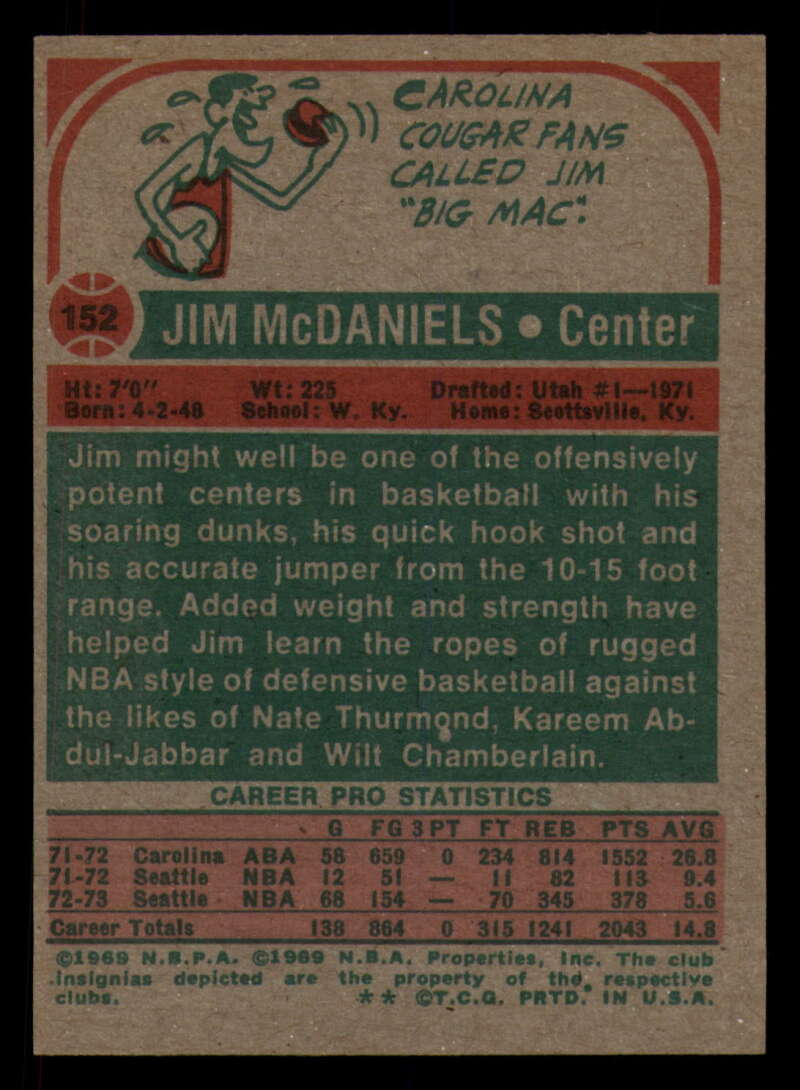 CAROLINA
COUGAR FANS
CALLED JIM
"BIG MAC".
152
JIM McDANIELS • Center
Ht: 7'0" Wt: 225 Drafted: Utah #1—1971
Born: 4-2-48 School: W. Ky. Home: Scottsville, Ky.
Jim might well be one of the offensively
potent centers in basketball with his
soaring dunks, his quick hook shot and
his accurate jumper from the 10-15 foot
range. Added weight and strength have
helped Jim learn the ropes of rugged
NBA style of defensive basketball against
the likes of Nate Thurmond, Kareem Ab-
dul-Jabbar and Wilt Chamberlain.
CAREER PRO STATISTICS
G FG 3PT FT REB PTS AVG
71-72 Carolina ABA 58 659 0 234 814 1552 26.8
71-72 Seattle NBA 12 51 — 11 82 113 9.4
72-73 Seattle NBA 68 154 — 70 345 378 5.6
Career Totals 138 864 0 315 1241 2043 14.8
©1969 N.B.P.A. ©1969 N.B.A. Properties, Inc. The club
insignias depicted are the property of the respective
clubs. ** ©T.C.G. PRTD. IN U.S.A.